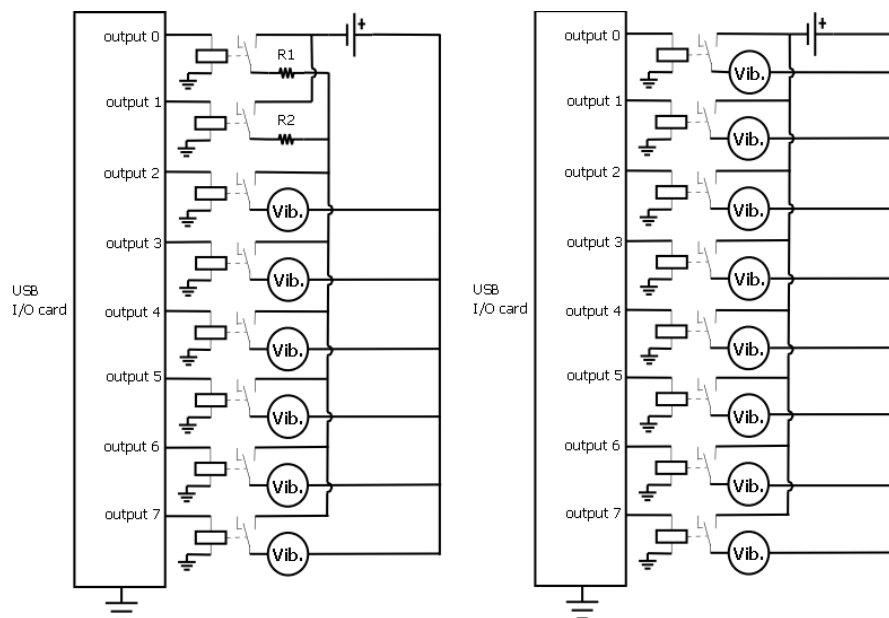 output 0
R1
output 1
R2
output 2
Vib.
output 3
Vib.
USB
I/O card
output 4
Vib.
output 5
Vib.
output 6
Vib.
output 7
Vib.
output 0
Vib.
output 1
Vib.
output 2
Vib.
output 3
Vib.
USB
I/O card
output 4
Vib.
output 5
Vib.
output 6
Vib.
output 7
Vib.